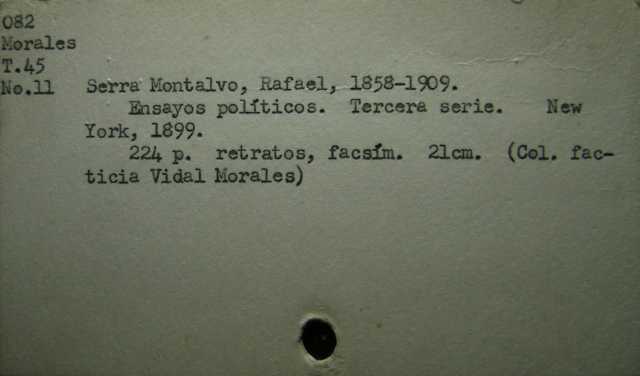 082
Morales
T.45
No.11 Serra Montalvo, Rafael, 1858-1909.
Ensayos políticos. Tercera serie. New
York, 1899.
224 p. retratos, facsím. 21cm. (Col. fac-
ticia Vidal Morales)